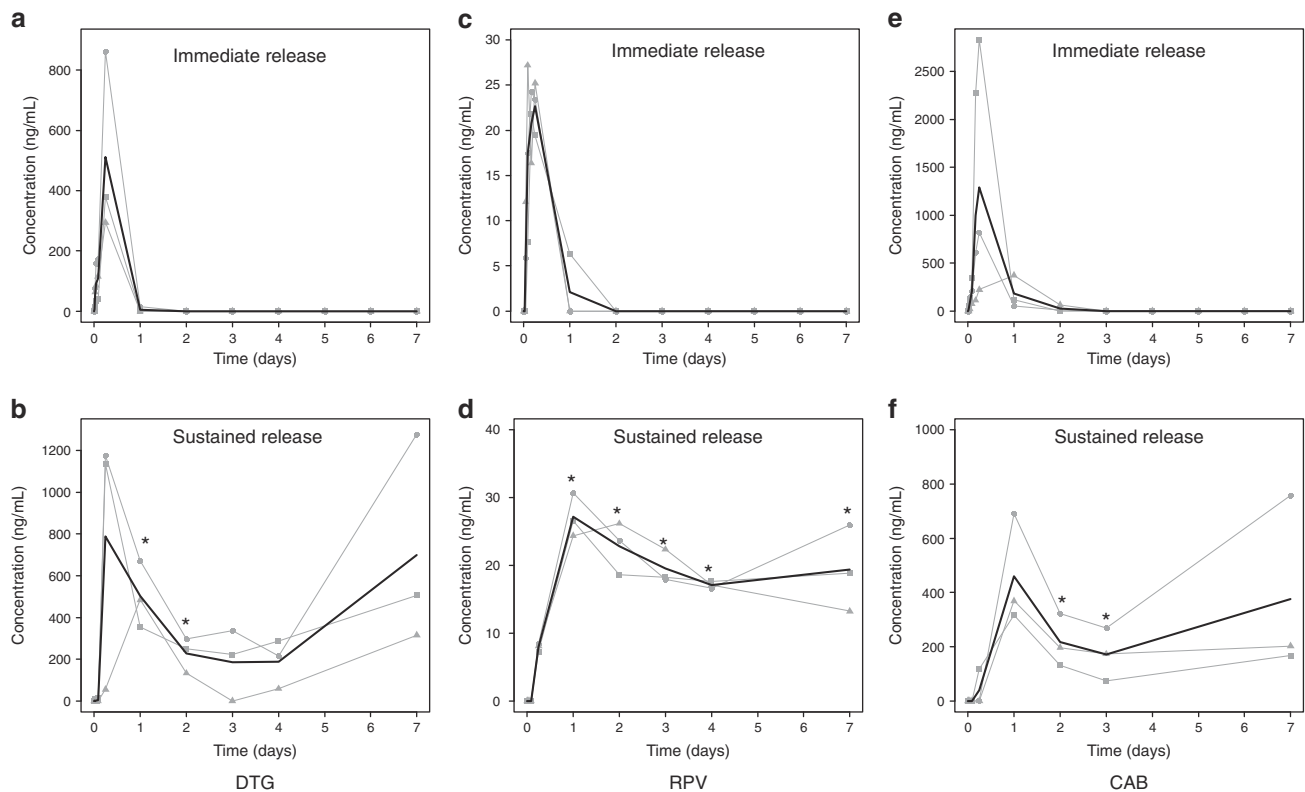 a
Immediate release
Concentration (ng/mL)
800
600
400
200
0
0 1 2 3 4 5 6 7
Time (days)
c
Immediate release
Concentration (ng/mL)
30
25
20
15
10
5
0
0 1 2 3 4 5 6 7
Time (days)
e
Immediate release
Concentration (ng/mL)
2500
2000
1500
1000
500
0
0 1 2 3 4 5 6 7
Time (days)
b
Sustained release
Concentration (ng/mL)
1200
1000
800
600
400
200
0
* *
0 1 2 3 4 5 6 7
Time (days)
DTG
d
Sustained release
Concentration (ng/mL)
40
30
20
10
0
* * * * *
0 1 2 3 4 5 6 7
Time (days)
RPV
f
Sustained release
Concentration (ng/mL)
1000
800
600
400
200
0
* *
0 1 2 3 4 5 6 7
Time (days)
CAB